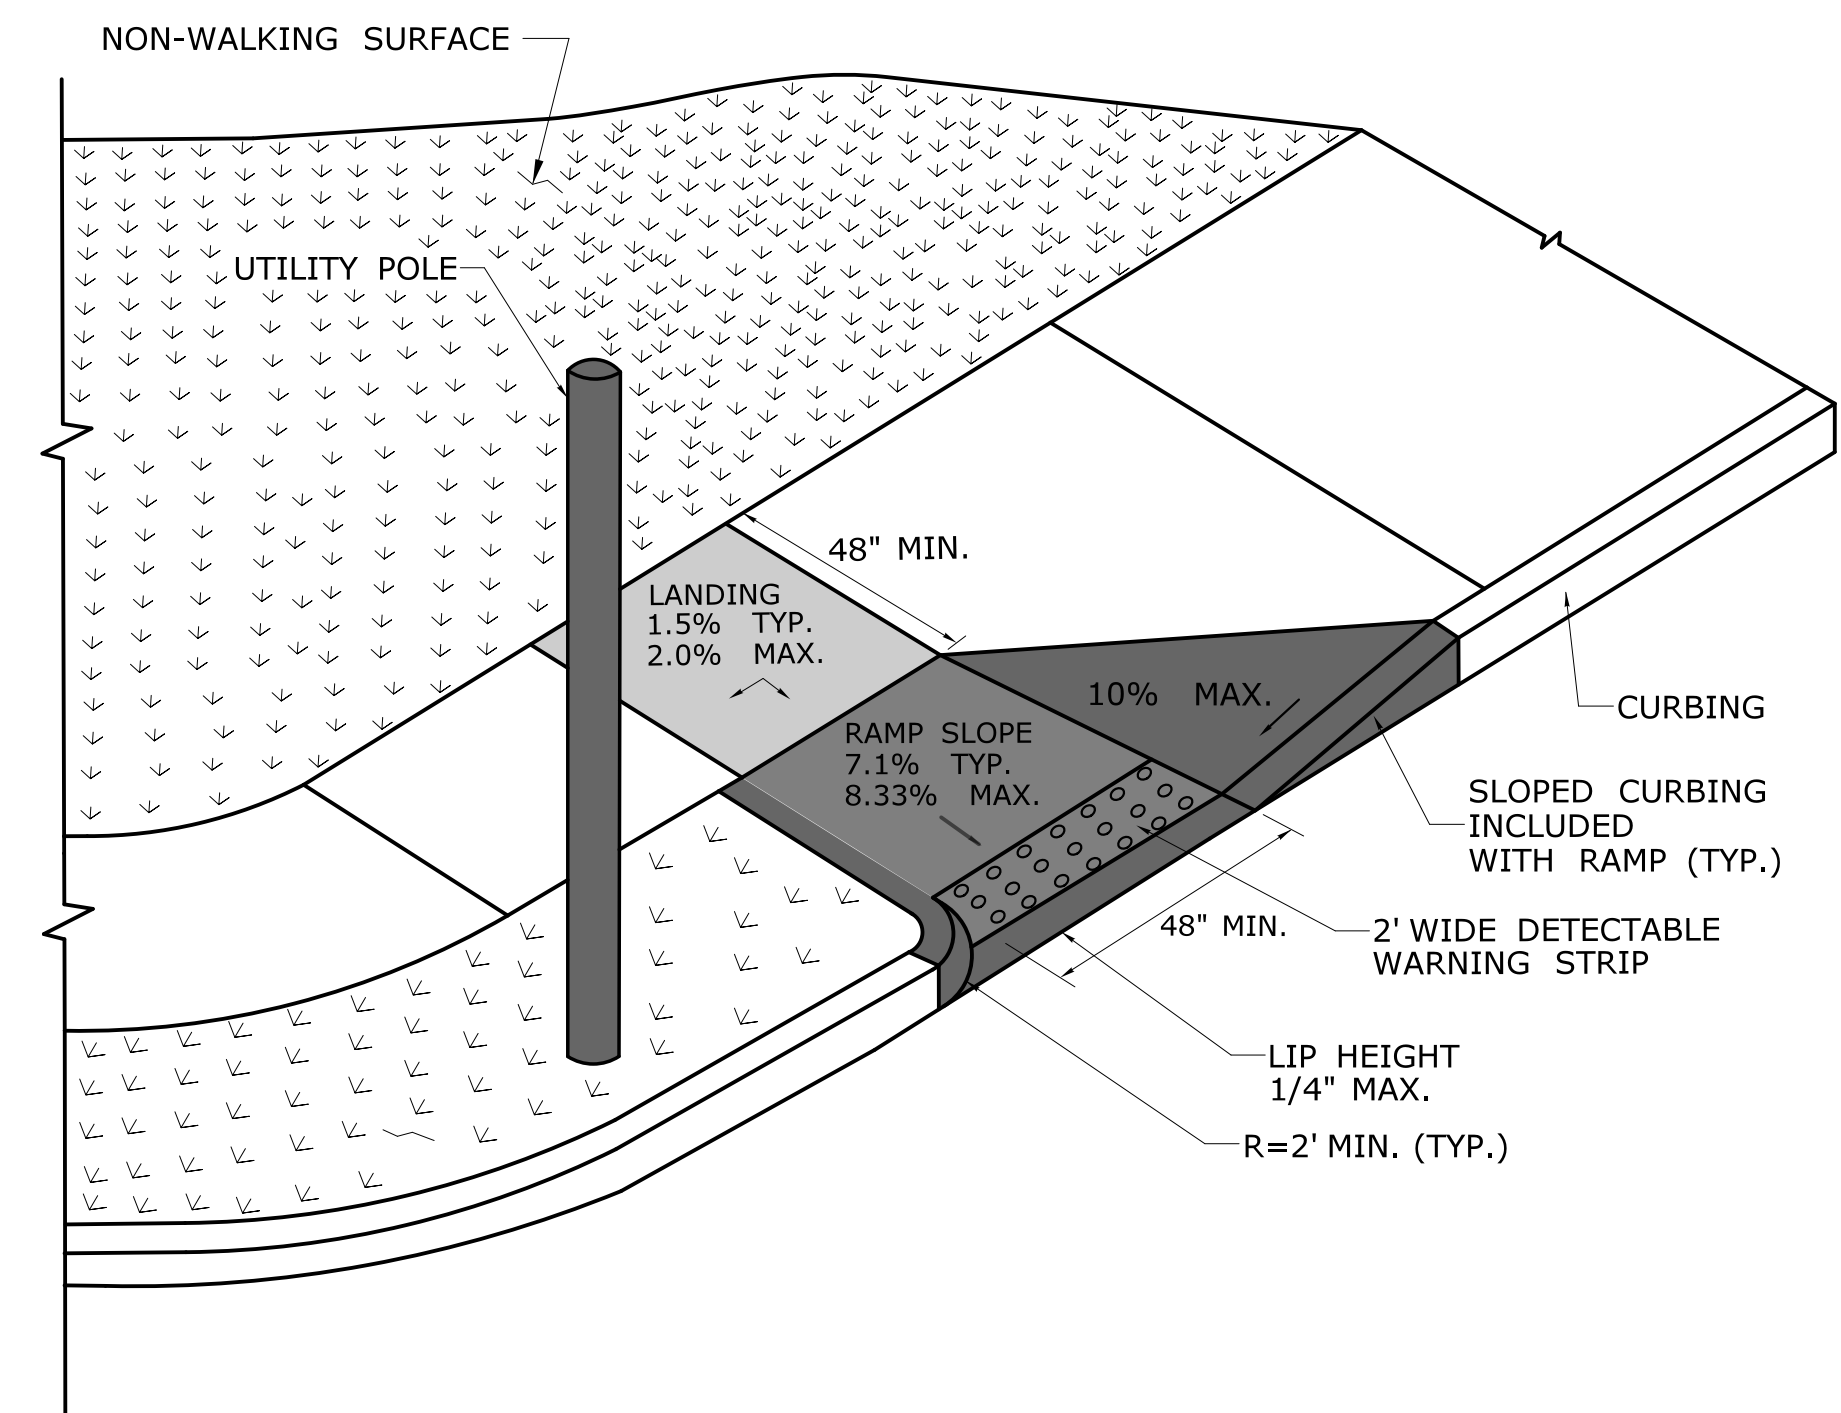 NON-WALKING SURFACE
UTILITY POLE
48" MIN.
LANDING
1.5% TYP.
2.0% MAX.
10% MAX.
RAMP SLOPE
7.1% TYP.
8.33% MAX.
CURBING
SLOPED CURBING
INCLUDED
WITH RAMP (TYP.)
48" MIN.
2' WIDE DETECTABLE
WARNING STRIP
LIP HEIGHT
1/4" MAX.
R=2' MIN. (TYP.)